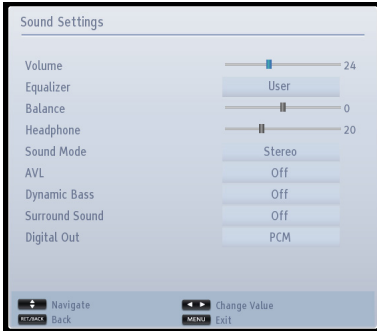 Sound Settings
Volume 24
Equalizer User
Balance 0
Headphone 20
Sound Mode Stereo
AVL Off
Dynamic Bass Off
Surround Sound Off
Digital Out PCM
Navigate Change Value
RET/BACK Back MENU Exit